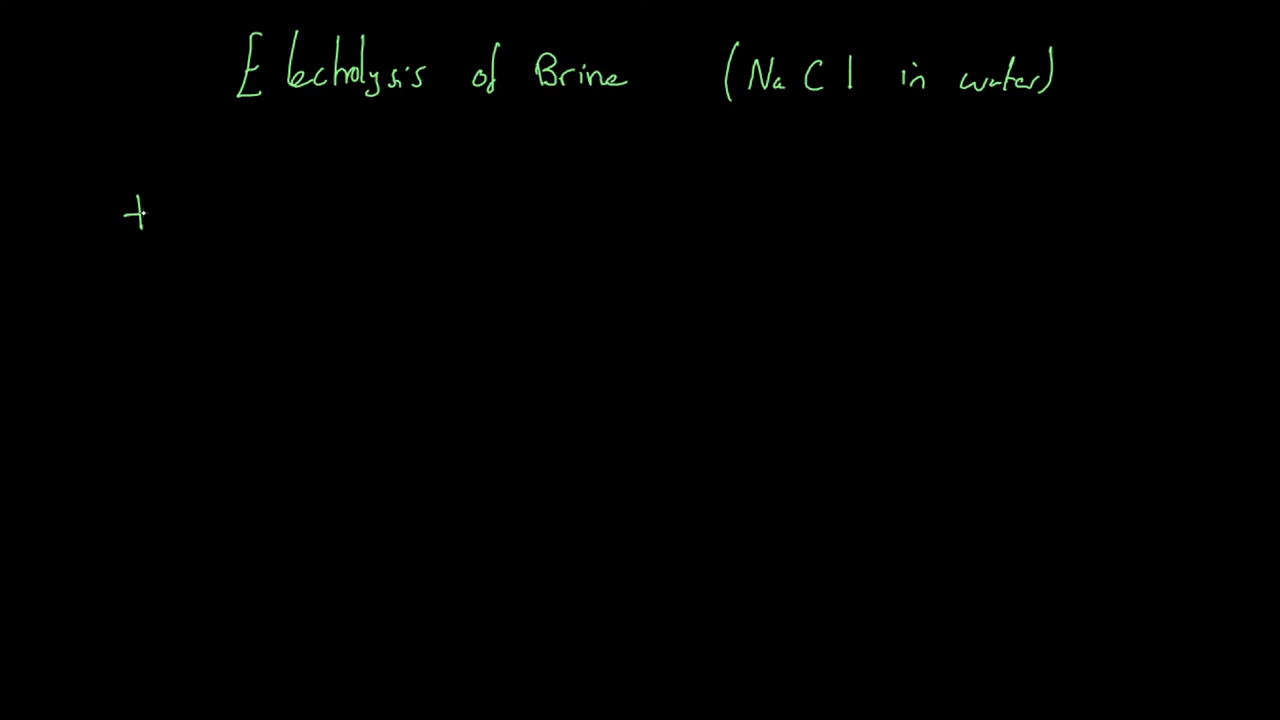 Electrolysis of Brine (NaCl in water)
+